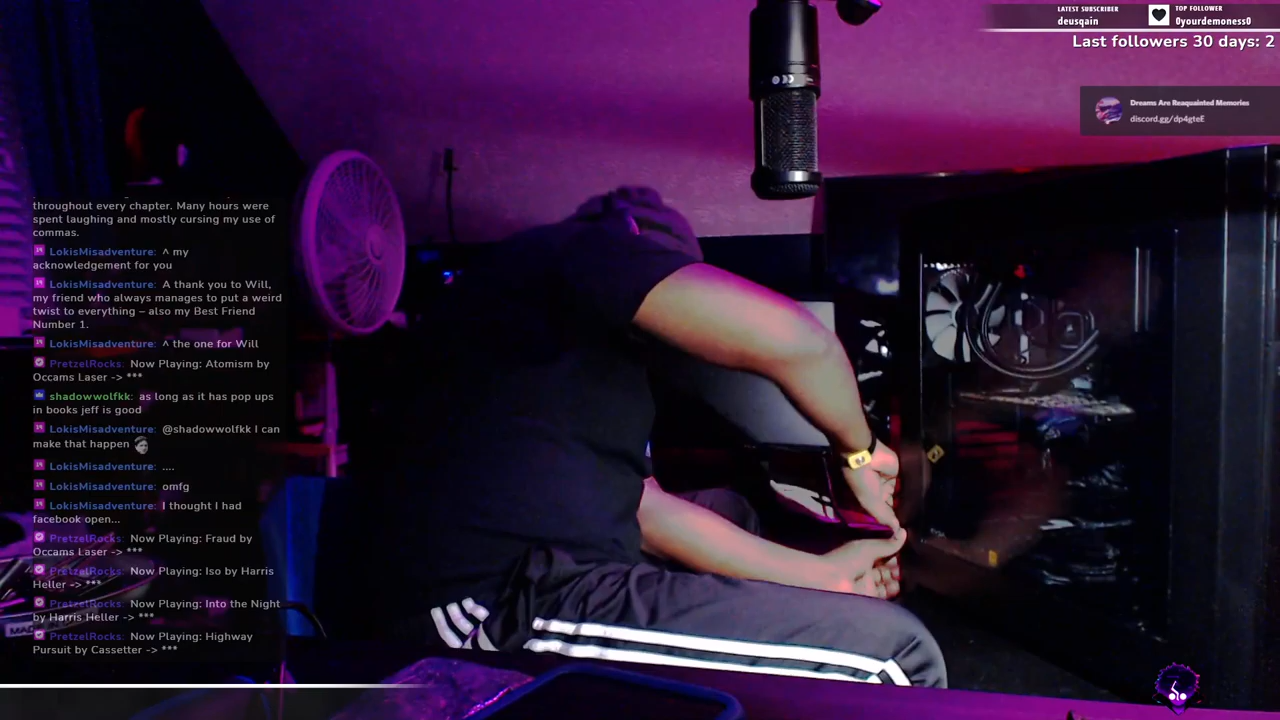 LATEST SUBSCRIBER
deusqain
TOP FOLLOWER
0yourdemoness0
Last followers 30 days: 2
Dreams Are Reaquainted Memories
discord.gg/dp4gteE
throughout every chapter. Many hours were
spent laughing and mostly cursing my use of
commas.
LokisMisadventure: ^ my
acknowledgement for you
LokisMisadventure: A thank you to Will,
my friend who always manages to put a weird
twist to everything – also my Best Friend
Number 1.
LokisMisadventure: ^ the one for Will
PretzelRocks: Now Playing: Atomism by
Occams Laser -> ***
shadowwolfkk: as long as it has pop ups
in books jeff is good
LokisMisadventure: @shadowwolfkk I can
make that happen
LokisMisadventure: ....
LokisMisadventure: omfg
LokisMisadventure: I thought I had
facebook open...
PretzelRocks: Now Playing: Fraud by
Occams Laser -> ***
PretzelRocks: Now Playing: Iso by Harris
Heller -> ***
PretzelRocks: Now Playing: Into the Night
by Harris Heller -> ***
PretzelRocks: Now Playing: Highway
Pursuit by Cassetter -> ***